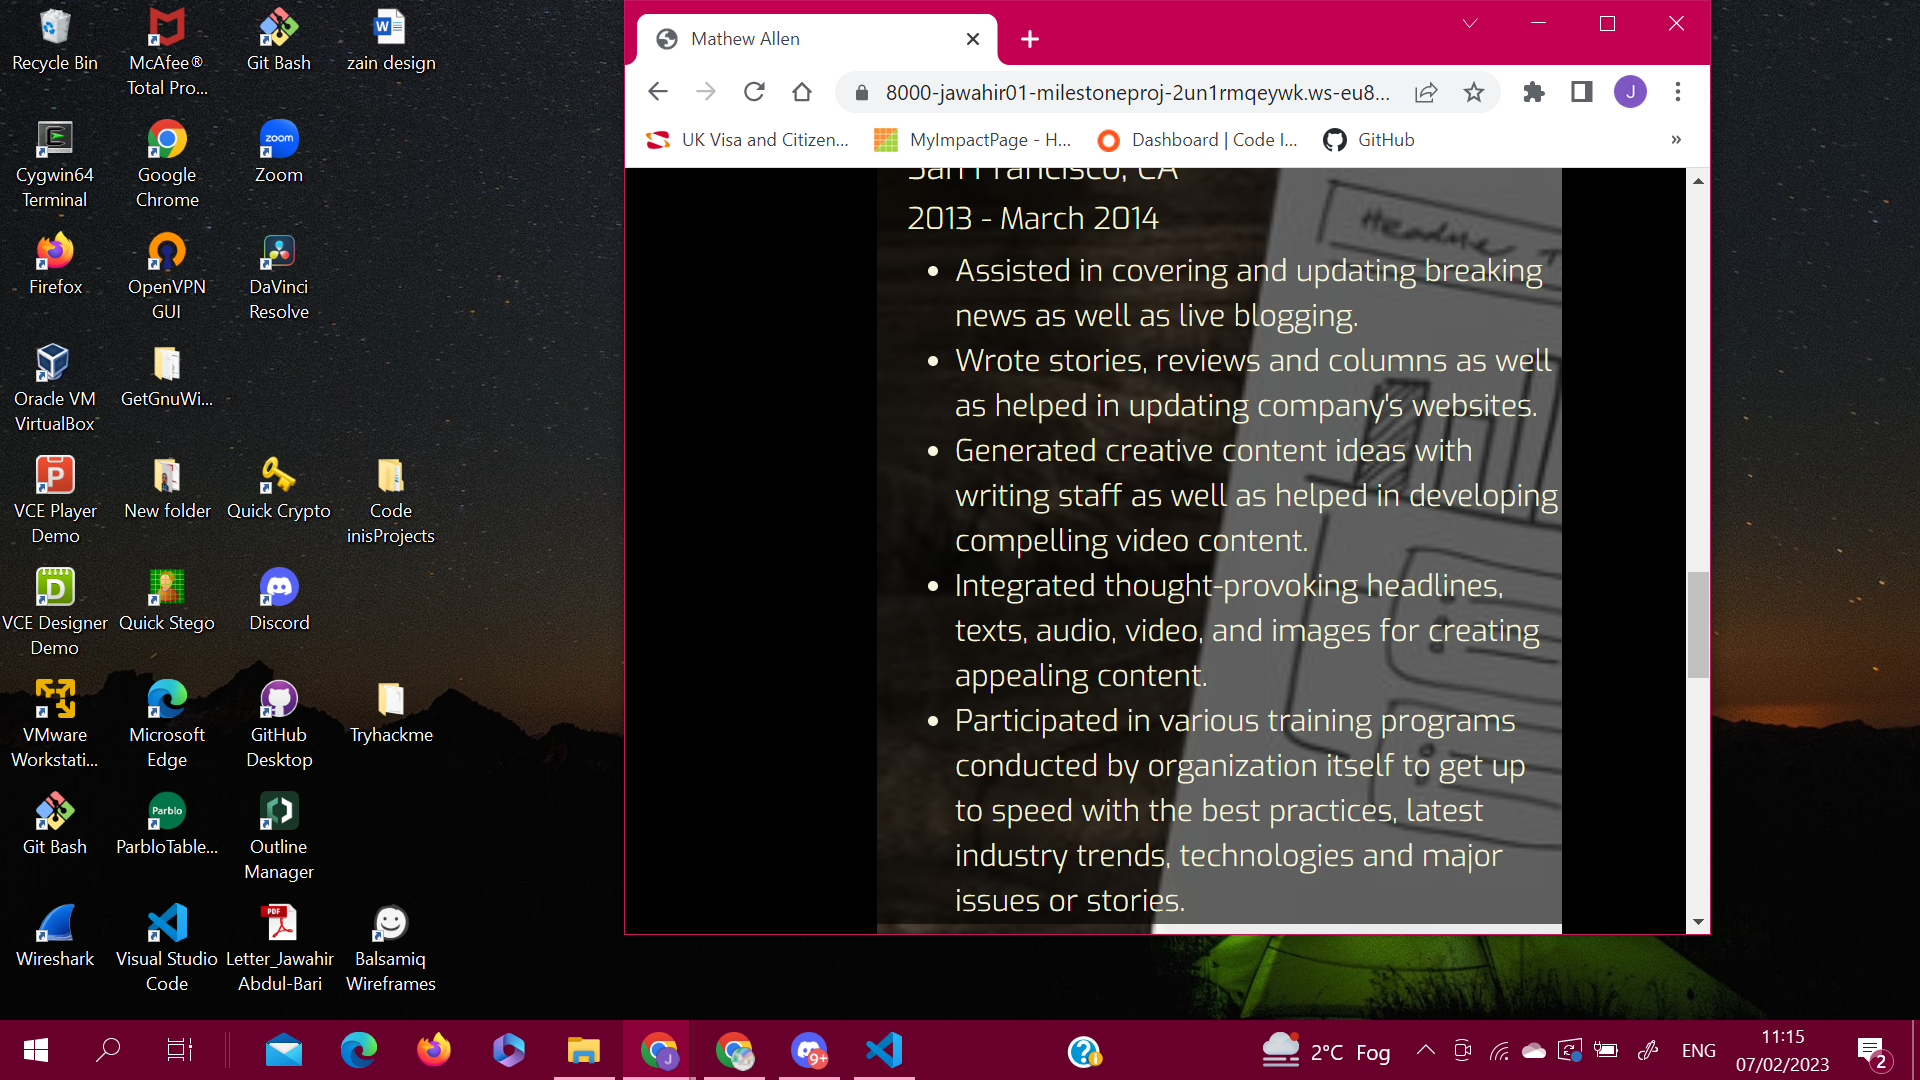 Recycle Bin
McAfee®
Total Pro...
Git Bash
zain design
Cygwin64
Terminal
Google
Chrome
Zoom
Firefox
OpenVPN
GUI
DaVinci
Resolve
Oracle VM
VirtualBox
GetGnuWi...
VCE Player
Demo
New folder
Quick Crypto
Code
inisProjects
VCE Designer
Demo
Quick Stego
Discord
VMware
Workstati...
Microsoft
Edge
GitHub
Desktop
Tryhackme
Git Bash
ParbloTable...
Outline
Manager
Wireshark
Visual Studio
Code
Letter_Jawahir
Abdul-Bari
Balsamiq
Wireframes
zoom
Parblo
PDF
Mathew Allen
8000-jawahir01-milestoneproj-2un1rmqeywk.ws-eu8...
J
UK Visa and Citizen...
MyImpactPage - H...
Dashboard | Code I...
GitHub
»
San Francisco, CA
2013 - March 2014
Headline T
• Assisted in covering and updating breaking
news as well as live blogging.
• Wrote stories, reviews and columns as well
as helped in updating company's websites.
• Generated creative content ideas with
writing staff as well as helped in developing
compelling video content.
• Integrated thought-provoking headlines,
texts, audio, video, and images for creating
appealing content.
• Participated in various training programs
conducted by organization itself to get up
to speed with the best practices, latest
industry trends, technologies and major
issues or stories.
J
9+
2°C Fog
ENG
11:15
07/02/2023
2